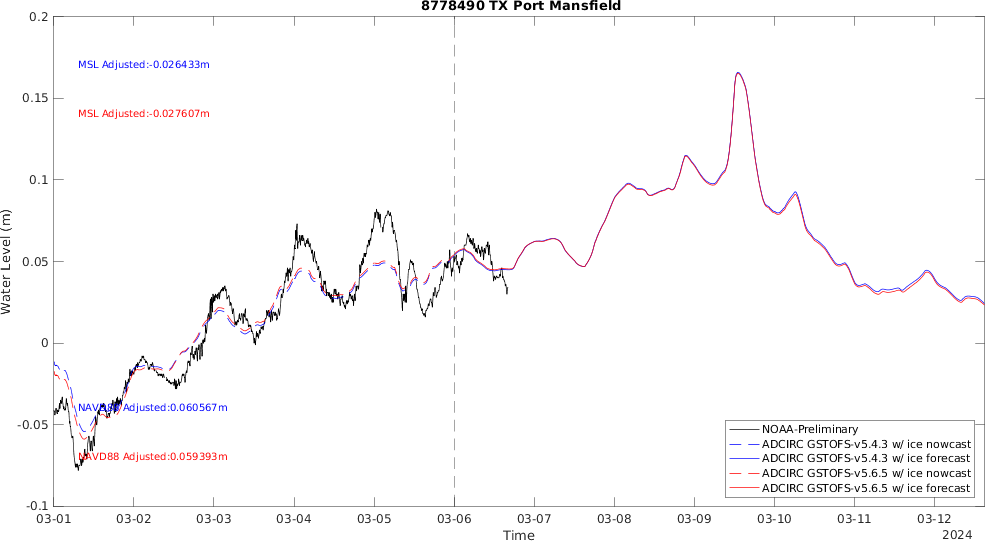 8778490 TX Port Mansfield
Water Level (m)
0.2
0.15
0.1
0.05
0
-0.05
-0.1
MSL Adjusted:-0.026433m
MSL Adjusted:-0.027607m
NAVD88 Adjusted:0.060567m
NAVD88 Adjusted:0.059393m
NOAA-Preliminary
ADCIRC GSTOFS-v5.4.3 w/ ice nowcast
ADCIRC GSTOFS-v5.4.3 w/ ice forecast
ADCIRC GSTOFS-v5.6.5 w/ ice nowcast
ADCIRC GSTOFS-v5.6.5 w/ ice forecast
03-01 03-02 03-03 03-04 03-05 03-06 03-07 03-08 03-09 03-10 03-11 03-12
Time
2024